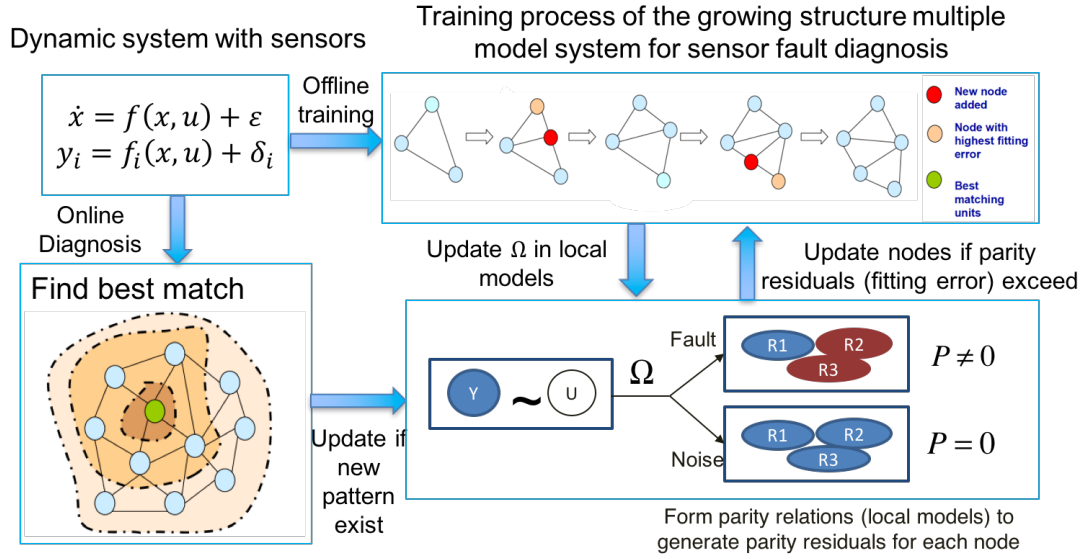 Dynamic system with sensors
Training process of the growing structure multiple
model system for sensor fault diagnosis
ẋ = f(x, u) + ε
yᵢ = fᵢ(x, u) + δᵢ
Offline
training
New node
added
Node with
highest fitting
error
Best
matching
units
Online
Diagnosis
Update Ω in local
models
Update nodes if parity
residuals (fitting error) exceed
Find best match
Update if
new
pattern
exist
Y ~ U
Ω
Fault
R1
R2
R3
P ≠ 0
Noise
R1
R2
R3
P = 0
Form parity relations (local models) to
generate parity residuals for each node